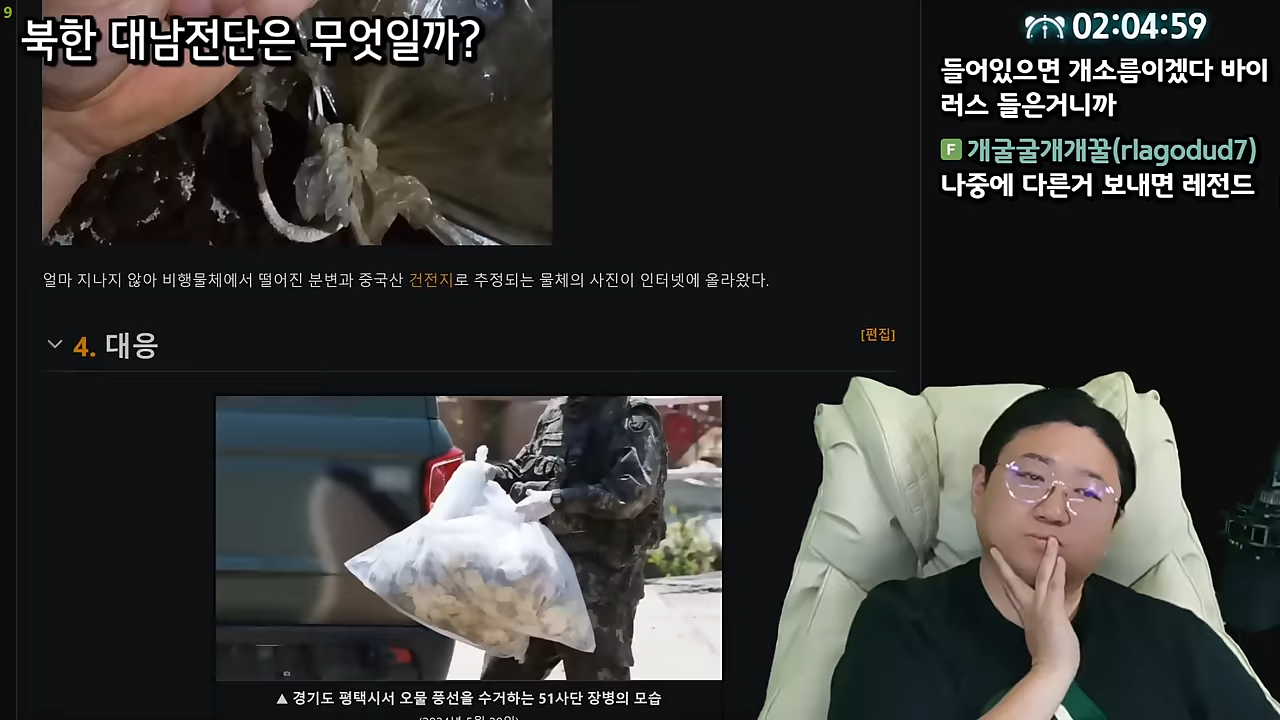 9
북한 대남전단은 무엇일까?
02:04:59
들어있으면 개소름이겠다 바이
러스 들은거니까
F 개굴굴개개꿀(rlagodud7)
나중에 다른거 보내면 레전드
얼마 지나지 않아 비행물체에서 떨어진 분변과 중국산 건전지로 추정되는 물체의 사진이 인터넷에 올라왔다.
4. 대응
[편집]
▲ 경기도 평택시서 오물 풍선을 수거하는 51사단 장병의 모습